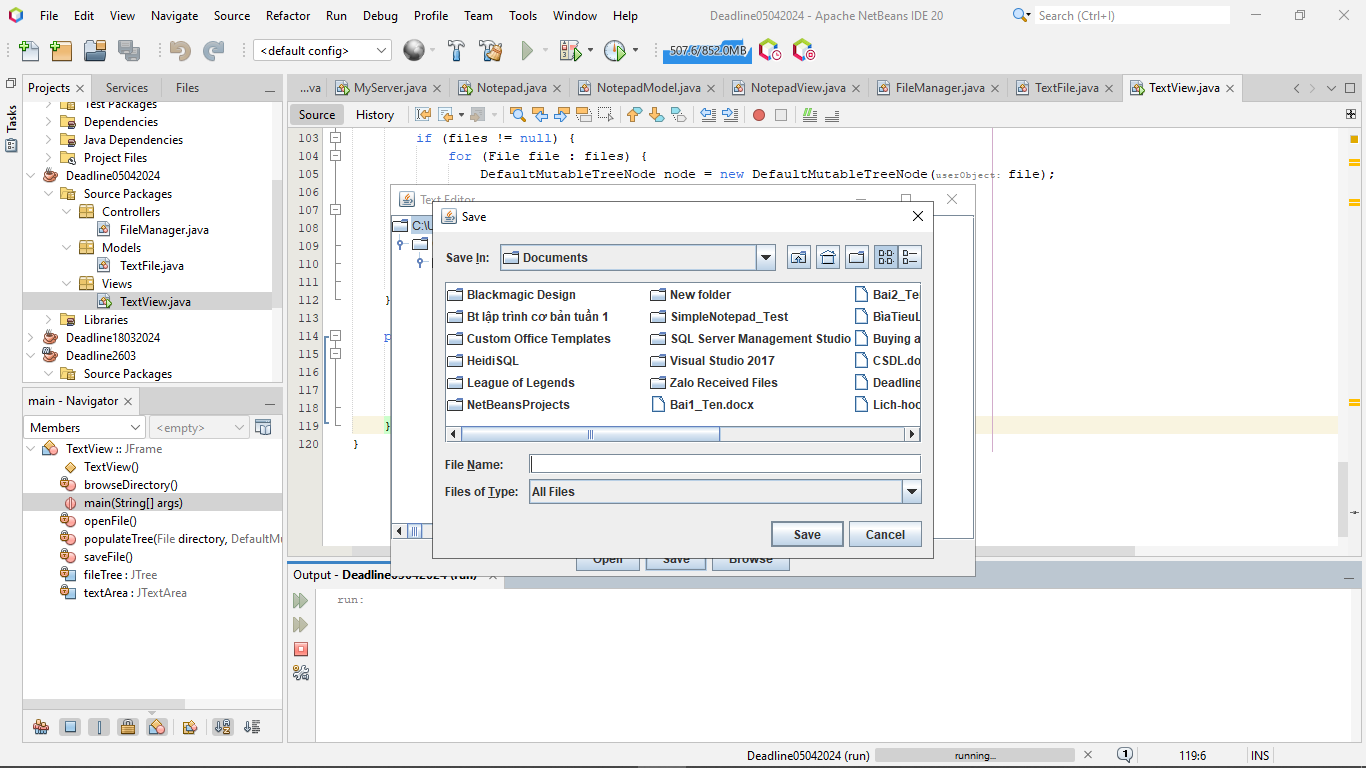 File Edit View Navigate Source Refactor Run Debug Profile Team Tools Window Help
Deadline05042024 - Apache NetBeans IDE 20
Search (Ctrl+I)
<default config>
507.6/852.0MB
Projects Services Files
...va MyServer.java Notepad.java NotepadModel.java NotepadView.java FileManager.java TextFile.java TextView.java
Tasks
Source History
Test Packages
Dependencies
Java Dependencies
Project Files
Deadline05042024
Source Packages
Controllers
FileManager.java
Models
TextFile.java
Views
TextView.java
Libraries
Deadline18032024
Deadline2603
Source Packages
103 if (files != null) {
104 for (File file : files) {
105 DefaultMutableTreeNode node = new DefaultMutableTreeNode(userObject: file);
106
107
108
109
110
111
112 }
113
114
115
116
117
118
119 }
120 }
Text Editor
Save
Save In: Documents
Blackmagic Design
Bt lập trình cơ bản tuần 1
Custom Office Templates
HeidiSQL
League of Legends
NetBeansProjects
New folder
SimpleNotepad_Test
SQL Server Management Studio
Visual Studio 2017
Zalo Received Files
Bai1_Ten.docx
Bai2_Te
BiaTieuL
Buying a
CSDL.do
Deadline
Lich-hoc
File Name:
Files of Type: All Files
Save Cancel
Open Save Browse
main - Navigator
Members <empty>
TextView :: JFrame
TextView()
browseDirectory()
main(String[] args)
openFile()
populateTree(File directory, DefaultMu
saveFile()
fileTree : JTree
textArea : JTextArea
Output - Deadline05042024 (run)
run:
Deadline05042024 (run) running... 1 119:6 INS